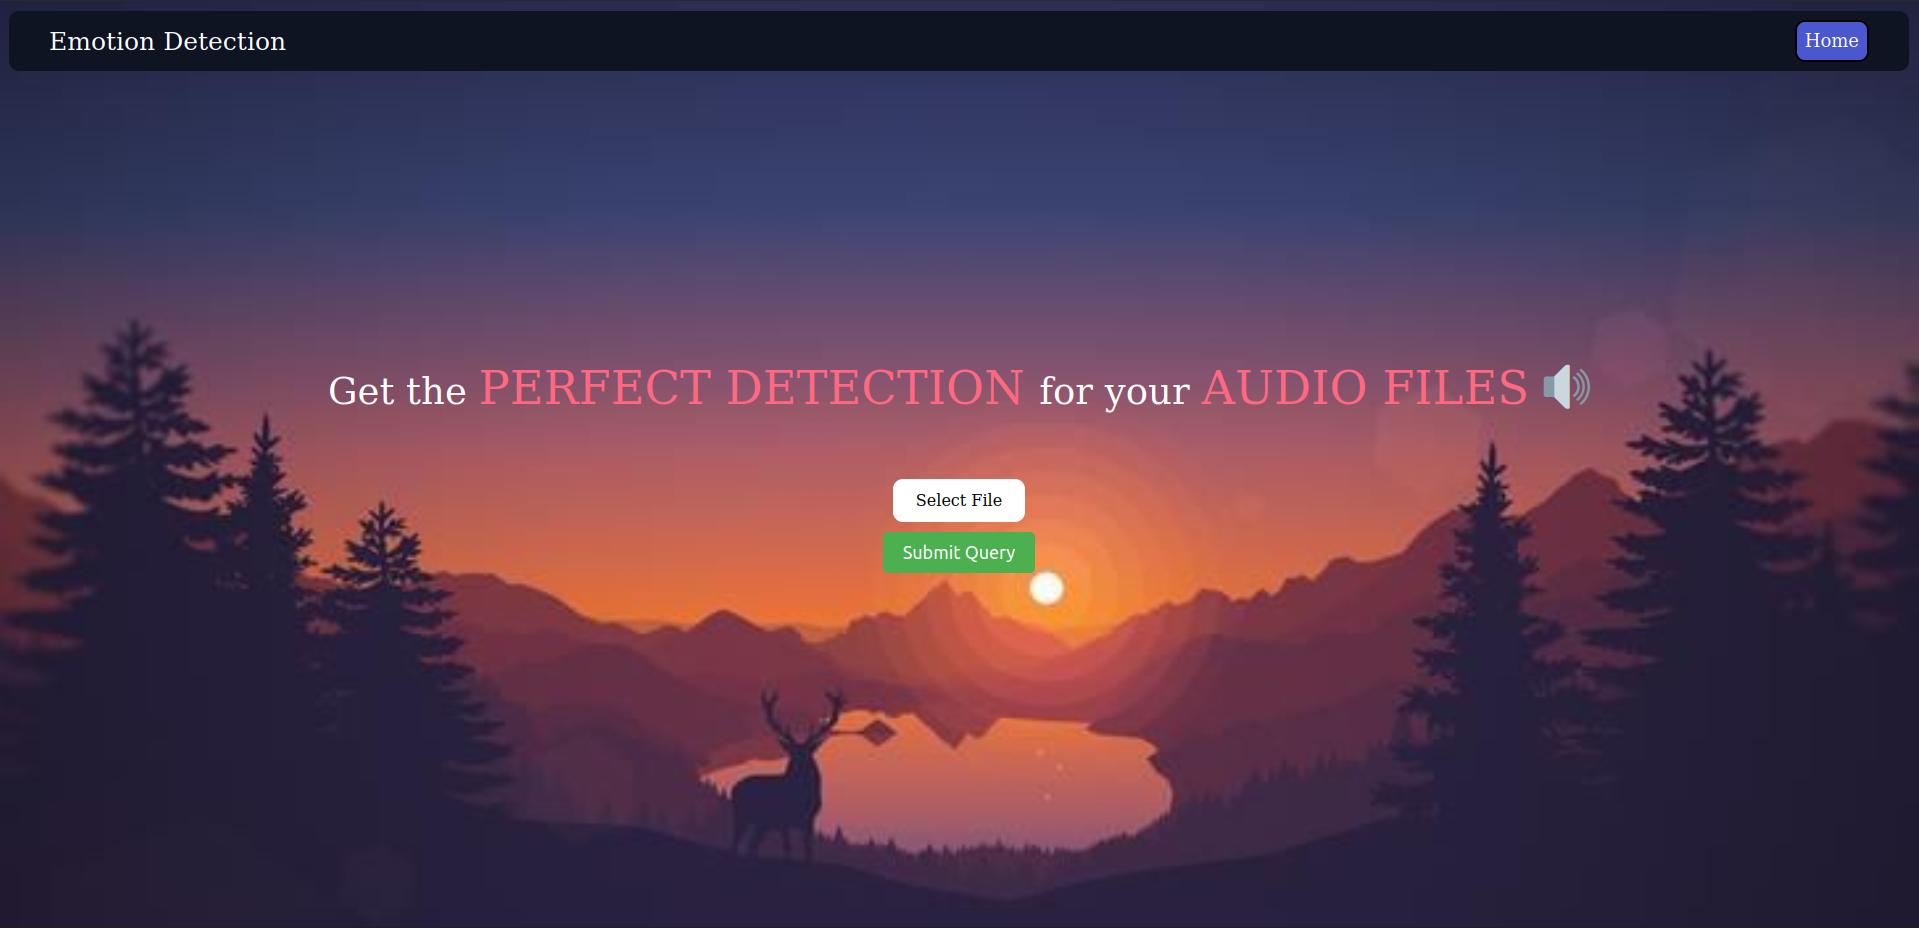 Emotion Detection
Home
Get the PERFECT DETECTION for your AUDIO FILES 🔊
Select File
Submit Query